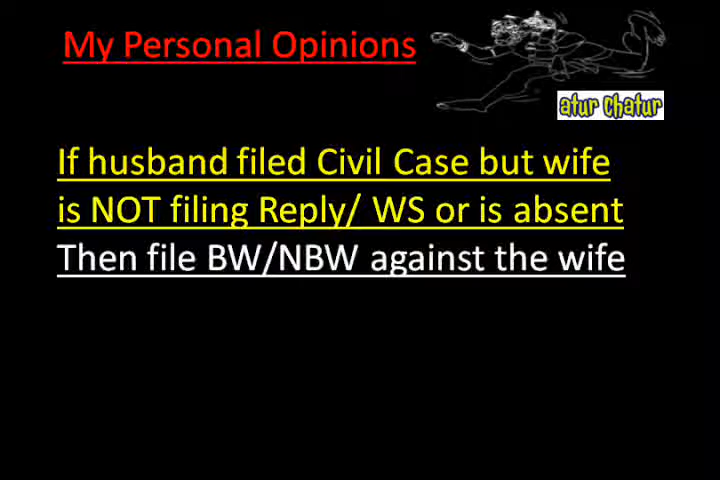 My Personal Opinions
atur chatur
If husband filed Civil Case but wife
is NOT filing Reply/ WS or is absent
Then file BW/NBW against the wife